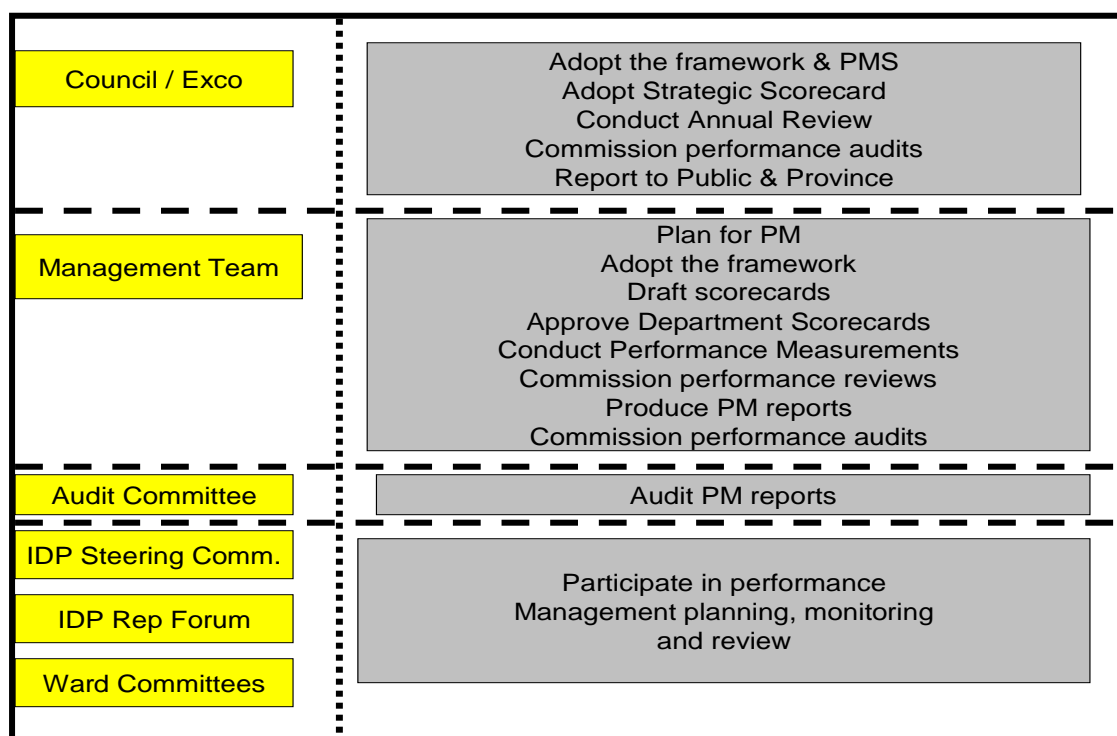 Council / Exco
Adopt the framework & PMS
Adopt Strategic Scorecard
Conduct Annual Review
Commission performance audits
Report to Public & Province
Management Team
Plan for PM
Adopt the framework
Draft scorecards
Approve Department Scorecards
Conduct Performance Measurements
Commission performance reviews
Produce PM reports
Commission performance audits
Audit Committee
Audit PM reports
IDP Steering Comm.
IDP Rep Forum
Ward Committees
Participate in performance
Management planning, monitoring
and review